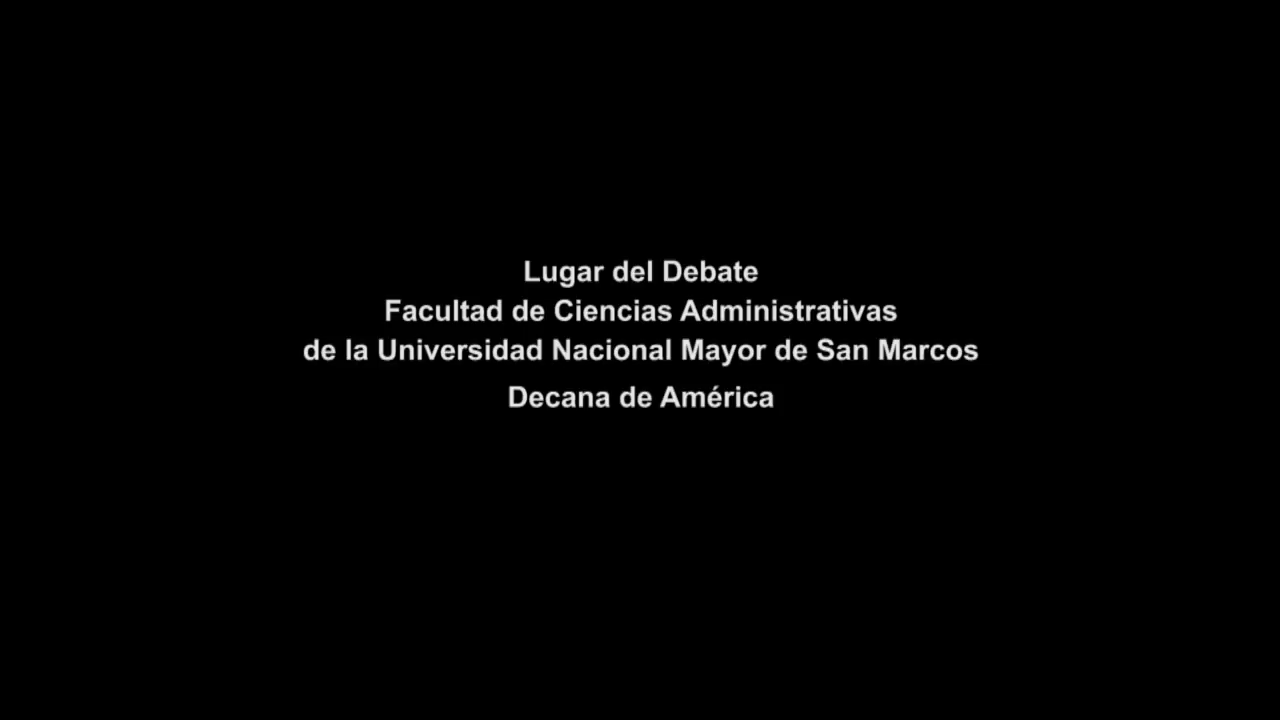 Lugar del Debate
Facultad de Ciencias Administrativas
de la Universidad Nacional Mayor de San Marcos
Decana de América